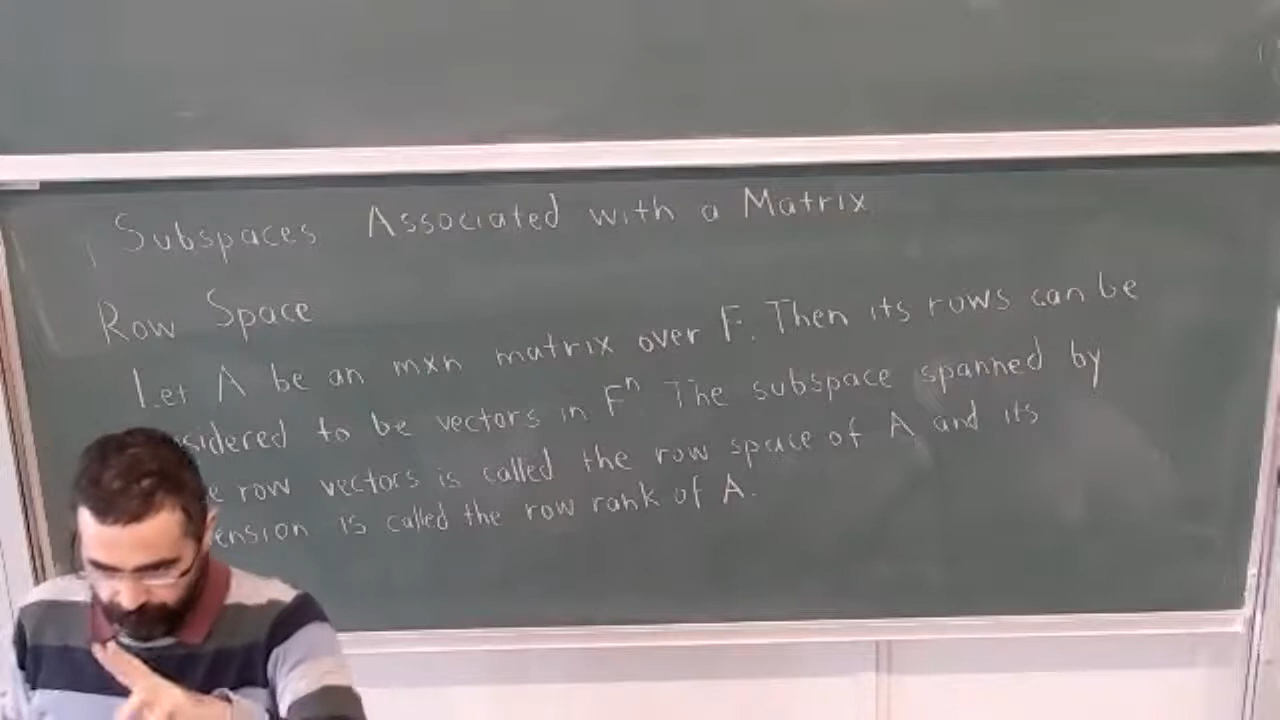 Subspaces Associated with a Matrix
Row Space
Let A be an mxn matrix over F. Then its rows can be
to be vectors in Fⁿ. The subspace spanned by
row vectors is called the row space of A and its
is called the row rank of A.